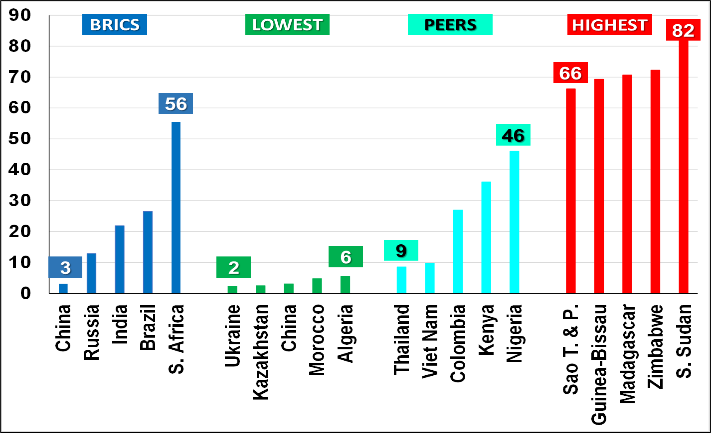 90
80
70
60
50
40
30
20
10
0
BRICS
LOWEST
PEERS
HIGHEST
3
56
2
6
9
46
66
82
China
Russia
India
Brazil
S. Africa
Ukraine
Kazakhstan
China
Morocco
Algeria
Thailand
Viet Nam
Colombia
Kenya
Nigeria
Sao T. & P.
Guinea-Bissau
Madagascar
Zimbabwe
S. Sudan